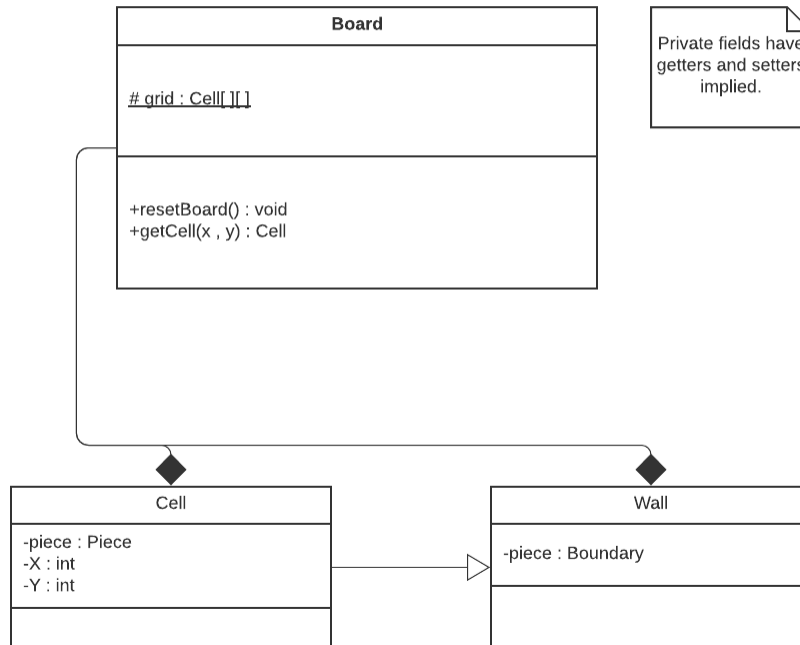 Board
# grid : Cell[ ][ ]
Private fields have
getters and setters
implied.
+resetBoard() : void
+getCell(x , y) : Cell
Cell
-piece : Piece
-X : int
-Y : int
Wall
-piece : Boundary